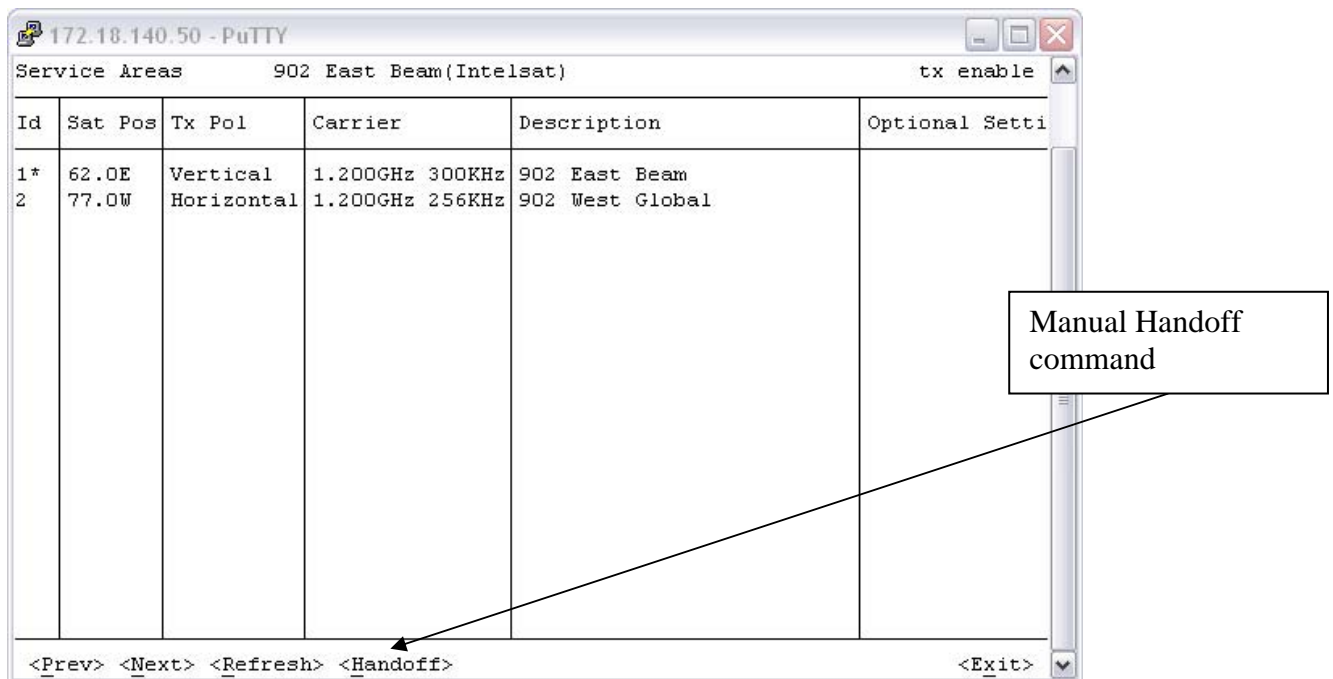 172.18.140.50 - PuTTY
Service Areas 902 East Beam(Intelsat) tx enable
Id Sat Pos Tx Pol Carrier Description Optional Setti
1* 62.0E Vertical 1.200GHz 300KHz 902 East Beam
2 77.0W Horizontal 1.200GHz 256KHz 902 West Global
Manual Handoff
command
<Prev> <Next> <Refresh> <Handoff> <Exit>